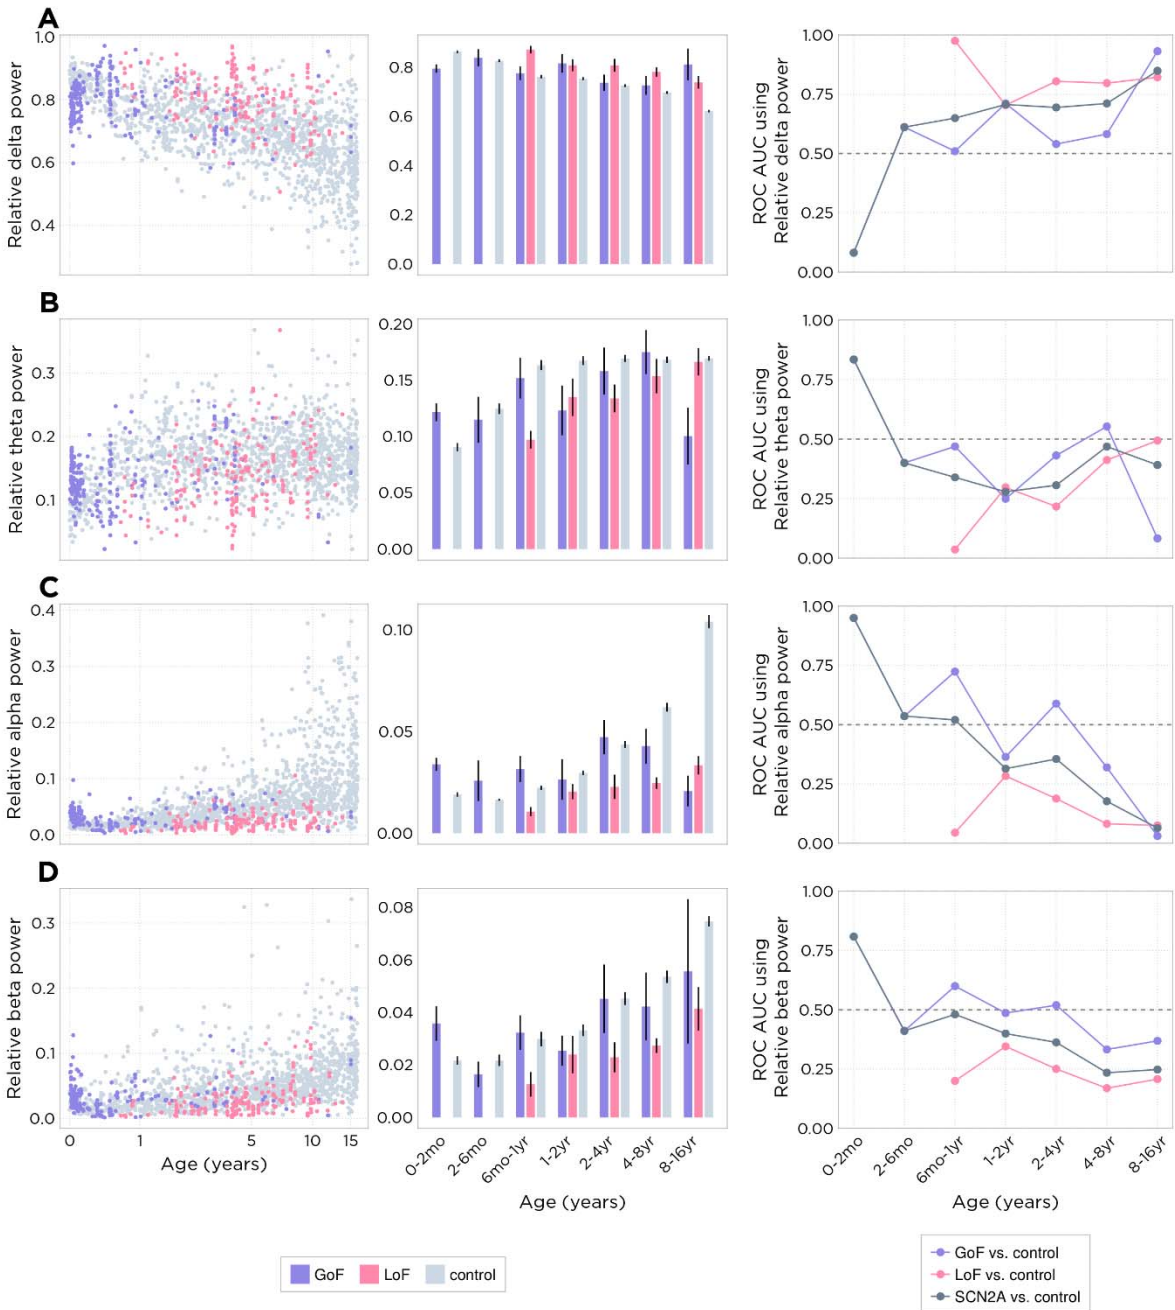 A
Relative delta power
1.0
0.8
0.6
0.4
0.8
0.6
0.4
0.2
0.0
ROC AUC using
Relative delta power
1.00
0.75
0.50
0.25
0.00
B
Relative theta power
0.3
0.2
0.1
0.20
0.15
0.10
0.05
0.00
ROC AUC using
Relative theta power
1.00
0.75
0.50
0.25
0.00
C
Relative alpha power
0.4
0.3
0.2
0.1
0.0
0.10
0.05
0.00
ROC AUC using
Relative alpha power
1.00
0.75
0.50
0.25
0.00
D
Relative beta power
0.3
0.2
0.1
0.0
0 1 5 10 15
Age (years)
0.08
0.06
0.04
0.02
0.00
0-2mo 2-6mo 6mo-1yr 1-2yr 2-4yr 4-8yr 8-16yr
Age (years)
ROC AUC using
Relative beta power
1.00
0.75
0.50
0.25
0.00
0-2mo 2-6mo 6mo-1yr 1-2yr 2-4yr 4-8yr 8-16yr
Age (years)
GoF LoF control
GoF vs. control
LoF vs. control
SCN2A vs. control